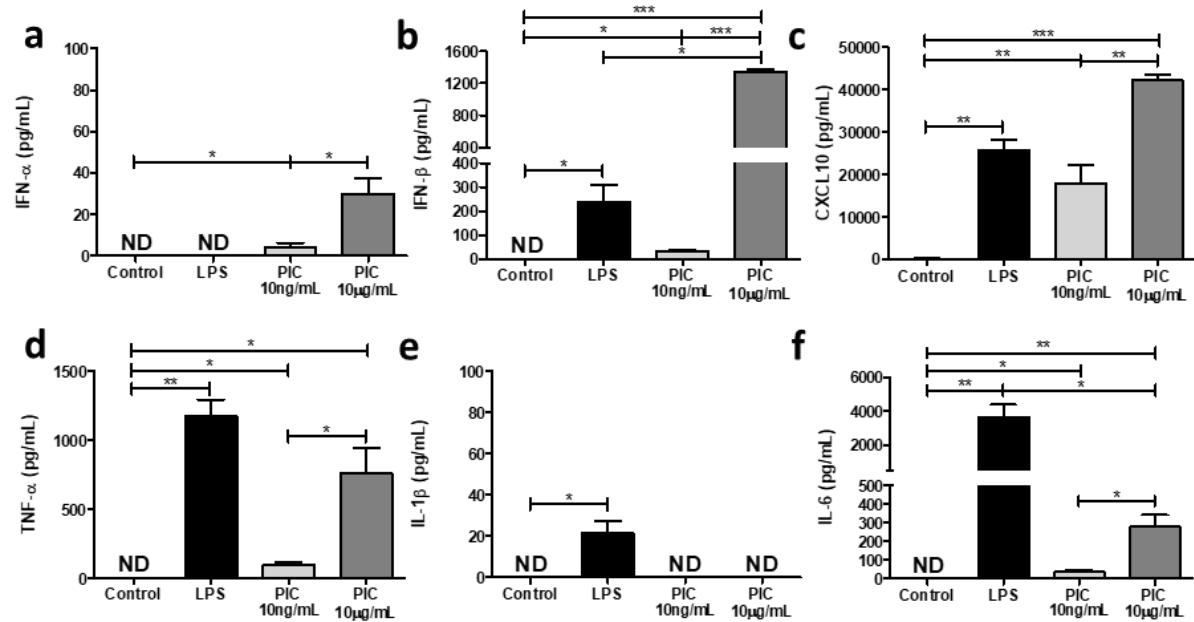 a
IFN-α (pg/mL)
100
80
60
40
20
0
*
*
ND
ND
Control
LPS
PIC
10ng/mL
PIC
10µg/mL
b
IFN-β (pg/mL)
1600
1200
800
400
400
300
200
100
0
***
*
***
*
*
ND
Control
LPS
PIC
10ng/mL
PIC
10µg/mL
c
CXCL10 (pg/mL)
50000
40000
30000
20000
10000
0
***
**
**
**
Control
LPS
PIC
10ng/mL
PIC
10µg/mL
d
TNF-α (pg/mL)
1500
1000
500
0
*
*
**
*
ND
Control
LPS
PIC
10ng/mL
PIC
10µg/mL
e
IL-1β (pg/mL)
100
80
60
40
20
0
*
ND
ND
ND
Control
LPS
PIC
10ng/mL
PIC
10µg/mL
f
IL-6 (pg/mL)
6000
4000
2000
500
400
300
200
100
0
**
*
**
*
*
ND
Control
LPS
PIC
10ng/mL
PIC
10µg/mL